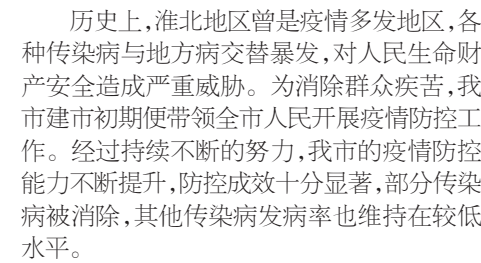 历史上,淮北地区曾是疫情多发地区,各
种传染病与地方病交替暴发,对人民生命财
产安全造成严重威胁。为消除群众疾苦,我
市建市初期便带领全市人民开展疫情防控工
作。经过持续不断的努力,我市的疫情防控
能力不断提升,防控成效十分显著,部分传染
病被消除,其他传染病发病率也维持在较低
水平。